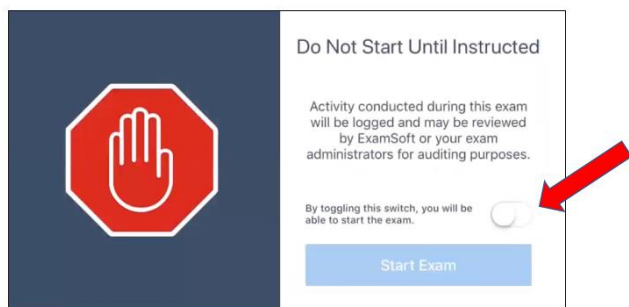 Do Not Start Until Instructed
Activity conducted during this exam
will be logged and may be reviewed
by ExamSoft or your exam
administrators for auditing purposes.
By toggling this switch, you will be
able to start the exam.
Start Exam